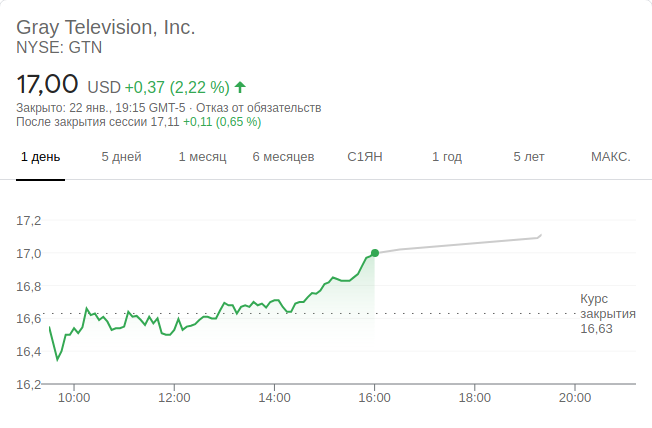 Gray Television, Inc.
NYSE: GTN
17,00 USD +0,37 (2,22 %)
Закрыто: 22 янв., 19:15 GMT-5 · Отказ от обязательств
После закрытия сессии 17,11 +0,11 (0,65 %)
1 день 5 дней 1 месяц 6 месяцев С1ЯН 1 год 5 лет МАКС.
17,2
17,0
16,8
Курс
закрытия
16,63
16,6
16,4
16,2
10:00 12:00 14:00 16:00 18:00 20:00